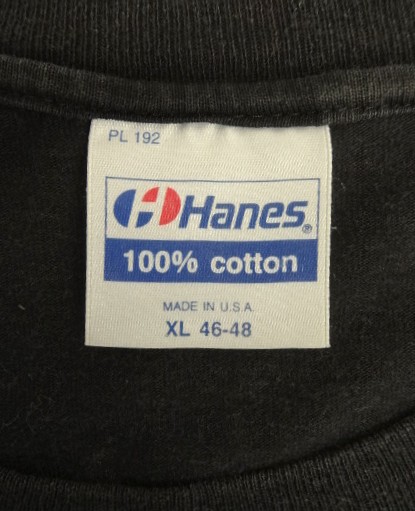 PL 192
Hanes®
100% cotton
MADE IN U.S.A.
XL 46-48